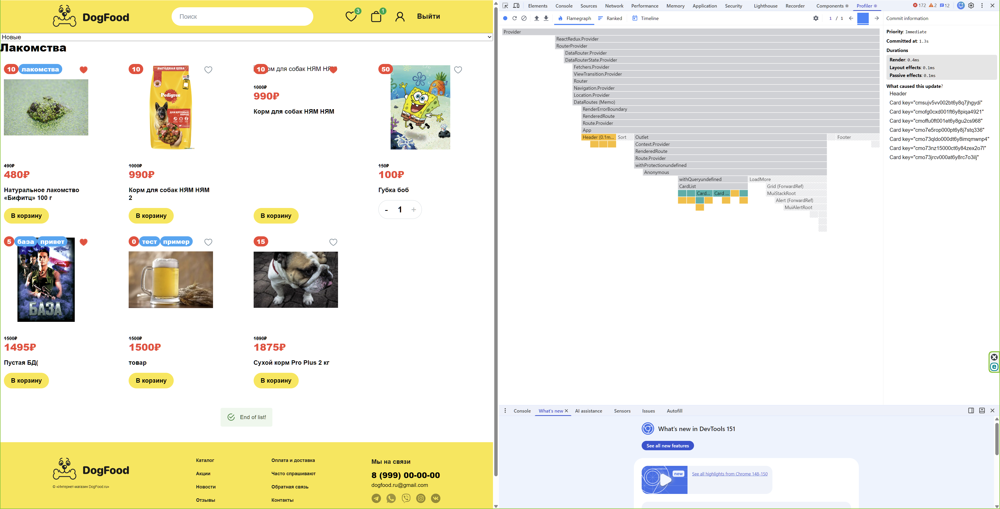 DogFood
Поиск
3
1
Выйти
Новые
Лакомства
10 лакомства
490₽
480₽
Натуральное лакомство
«Бифитц» 100 г
В корзину
10
ВЫГОДНАЯ ЦЕНА
Pedigree
ДЛЯ КРУПНЫХ
ПОРОД
1000₽
990₽
Корм для собак НЯМ НЯМ
2
В корзину
10
рм для собак НЯМ НЯМ
1000₽
990₽
Корм для собак НЯМ НЯМ
В корзину
50
150₽
100₽
Губка боб
- 1 +
5 база привет
БАЗА
1500₽
1495₽
Пустая БД(
В корзину
0 тест пример
1500₽
1500₽
товар
В корзину
15
1890₽
1875₽
Сухой корм Pro Plus 2 кг
В корзину
End of list!
DogFood
© «Интернет-магазин DogFood.ru»
Каталог
Акции
Новости
Отзывы
Оплата и доставка
Часто спрашивают
Обратная связь
Контакты
Мы на связи
8 (999) 00-00-00
dogfood.ru@gmail.com
Elements Console Sources Network Performance Memory Application Security Lighthouse Recorder Components Profiler 172 2 12
Flamegraph Ranked Timeline 1 / 1
Provider
ReactRedux.Provider
RouterProvider
DataRouter.Provider
DataRouterState.Provider
Fetchers.Provider
ViewTransition.Provider
Router
Navigation.Provider
Location.Provider
DataRoutes (Memo)
RenderErrorBoundary
RenderedRoute
Route.Provider
App
Header (0.1m... Sort Outlet Footer
Context.Provider
RenderedRoute
Route.Provider
withProtectionundefined
Anonymous
withQueryundefined LoadMore
CardList Grid (ForwardRef)
Card... Card ... MuiStackRoot
Alert (ForwardRef)
MuiAlertRoot
Commit information
Priority: Immediate
Committed at: 1.3s
Durations
Render: 0.4ms
Layout effects: 0.1ms
Passive effects: 0.1ms
What caused this update?
Header
Card key="cmsujv5vv002bt6y8q7jhgydi"
Card key="cmofg0cxd001ft6y8piqa4921"
Card key="cmoffu0ft001et6y8gu2cs968"
Card key="cmo7e5rop000pt6y8j7stq336"
Card key="cmo73qldo000dt6y8imqmwnp4"
Card key="cmo73nz15000ct6y84zex2o7l"
Card key="cmo73jrcv000at6y8rc7o3ilj"
Console What's new AI assistance Sensors Issues Autofill
What's new in DevTools 151
See all new features
new
See all highlights from Chrome 148-150